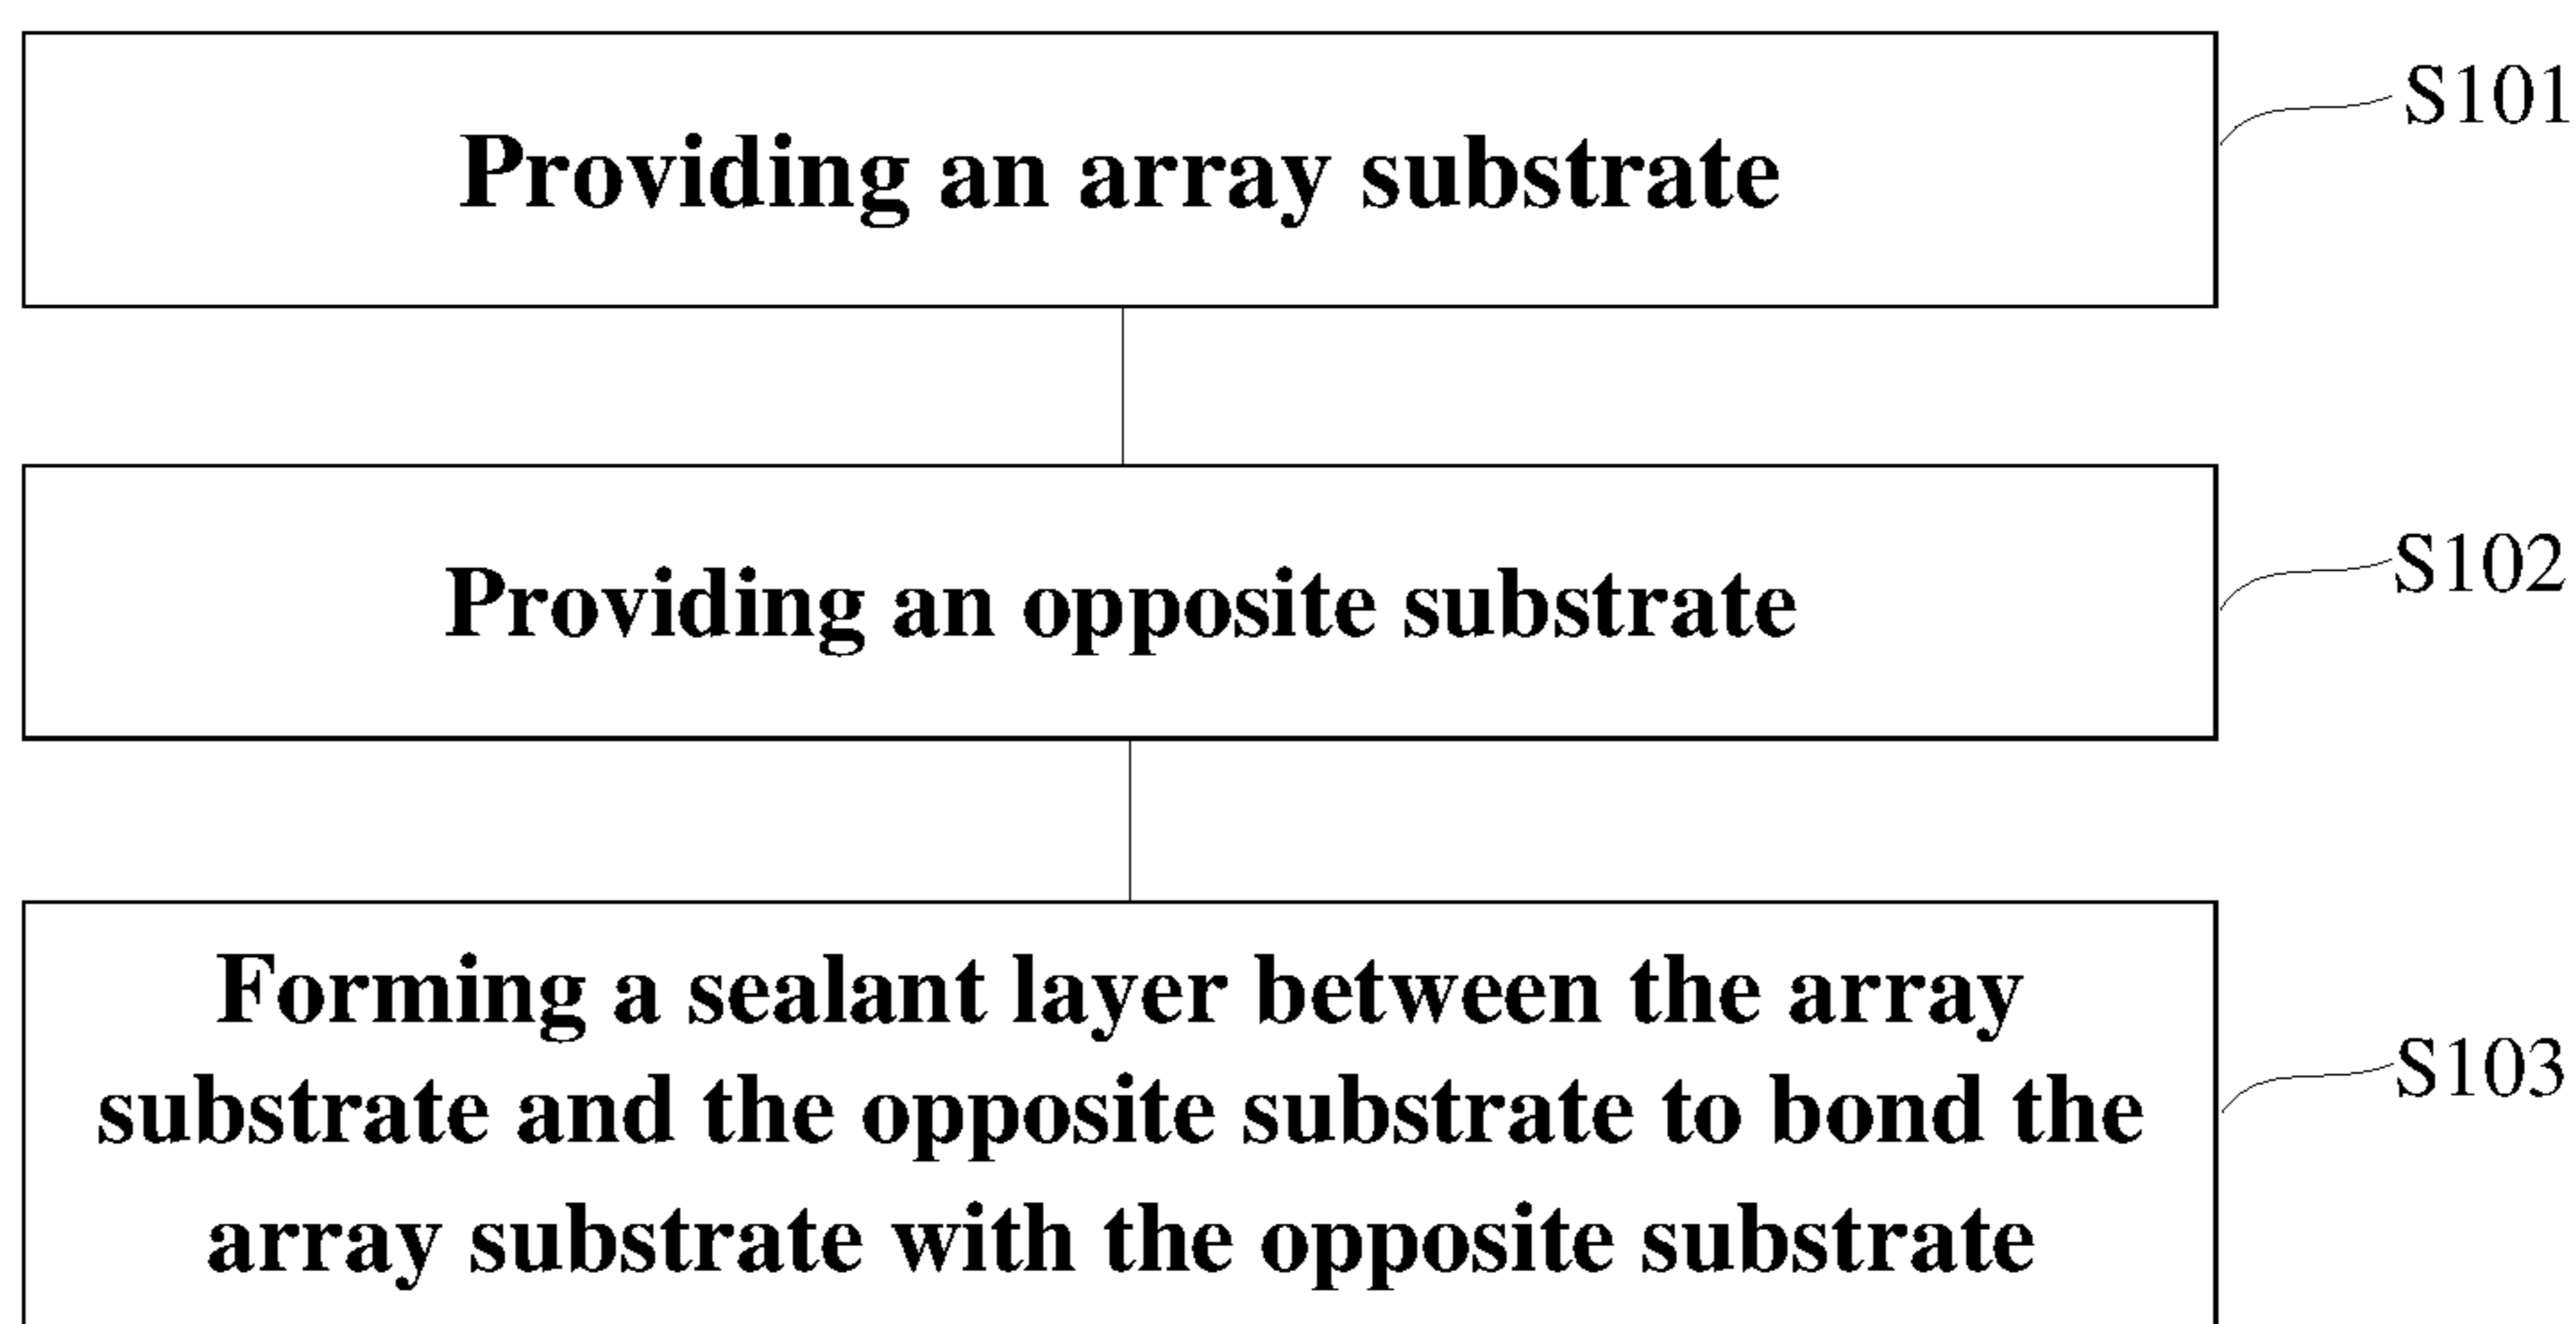 Providing an array substrate
S101
Providing an opposite substrate
S102
Forming a sealant layer between the array
substrate and the opposite substrate to bond the
array substrate with the opposite substrate
S103